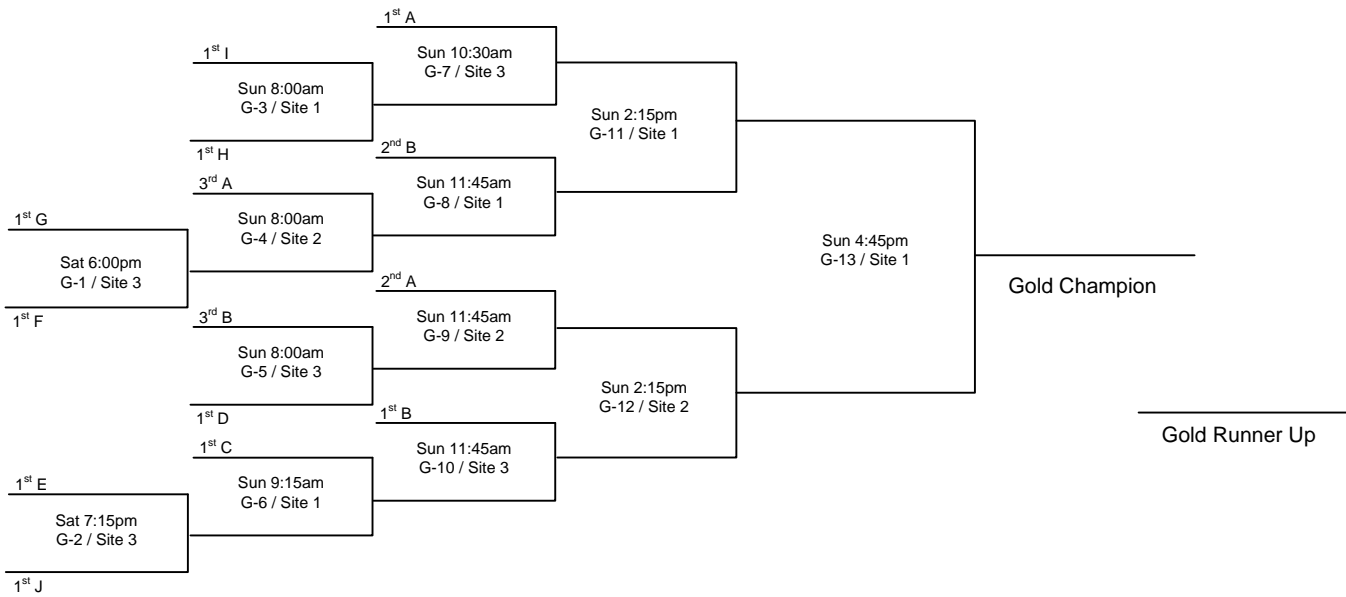 1st A
Sun 10:30am
G-7 / Site 3
1st I
Sun 8:00am
G-3 / Site 1
1st H
Sun 2:15pm
G-11 / Site 1
2nd B
Sun 11:45am
G-8 / Site 1
3rd A
Sun 8:00am
G-4 / Site 2
1st G
Sat 6:00pm
G-1 / Site 3
1st F
Sun 4:45pm
G-13 / Site 1
Gold Champion
2nd A
Sun 11:45am
G-9 / Site 2
3rd B
Sun 8:00am
G-5 / Site 3
1st D
Sun 2:15pm
G-12 / Site 2
1st B
Sun 11:45am
G-10 / Site 3
Gold Runner Up
1st C
Sun 9:15am
G-6 / Site 1
1st E
Sat 7:15pm
G-2 / Site 3
1st J